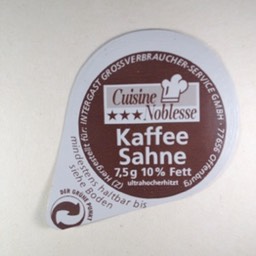 (Z) Hergestellt für: INTERGAST GROSSVERBRAUCHER-SERVICE GMBH · 77656 Offenburg
Cuisine
★★★ Noblesse
Kaffee
Sahne
7,5g 10% Fett
ultrahocherhitzt
mindestens haltbar bis
siehe Boden
DER GRÜNE PUNKT